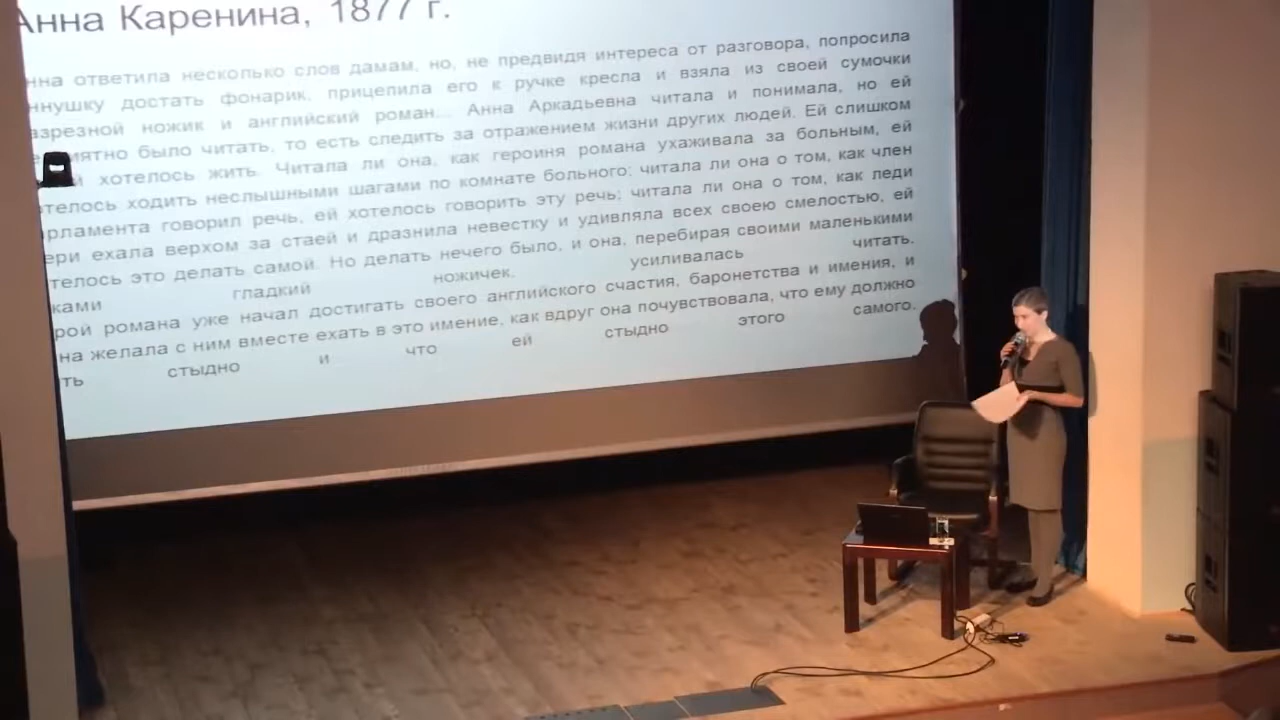 Анна Каренина, 1877 г.
нна ответила несколько слов дамам, но, не предвидя интереса от разговора, попросила
ннушку достать фонарик, прицепила его к ручке кресла и взяла из своей сумочки
азрезной ножик и английский роман... Анна Аркадьевна читала и понимала, но ей
еприятно было читать, то есть следить за отражением жизни других людей. Ей слишком
й хотелось жить. Читала ли она, как героиня романа ухаживала за больным, ей
отелось ходить неслышными шагами по комнате больного; читала ли она о том, как член
арламента говорил речь, ей хотелось говорить эту речь; читала ли она о том, как леди
ери ехала верхом за стаей и дразнила невестку и удивляла всех своею смелостью, ей
телось это делать самой. Но делать нечего было, и она, перебирая своими маленькими
ками гладкий ножичек, усиливалась читать.
рой романа уже начал достигать своего английского счастия, баронетства и имения, и
на желала с ним вместе ехать в это имение, как вдруг она почувствовала, что ему должно
ть стыдно и что ей стыдно этого самого.